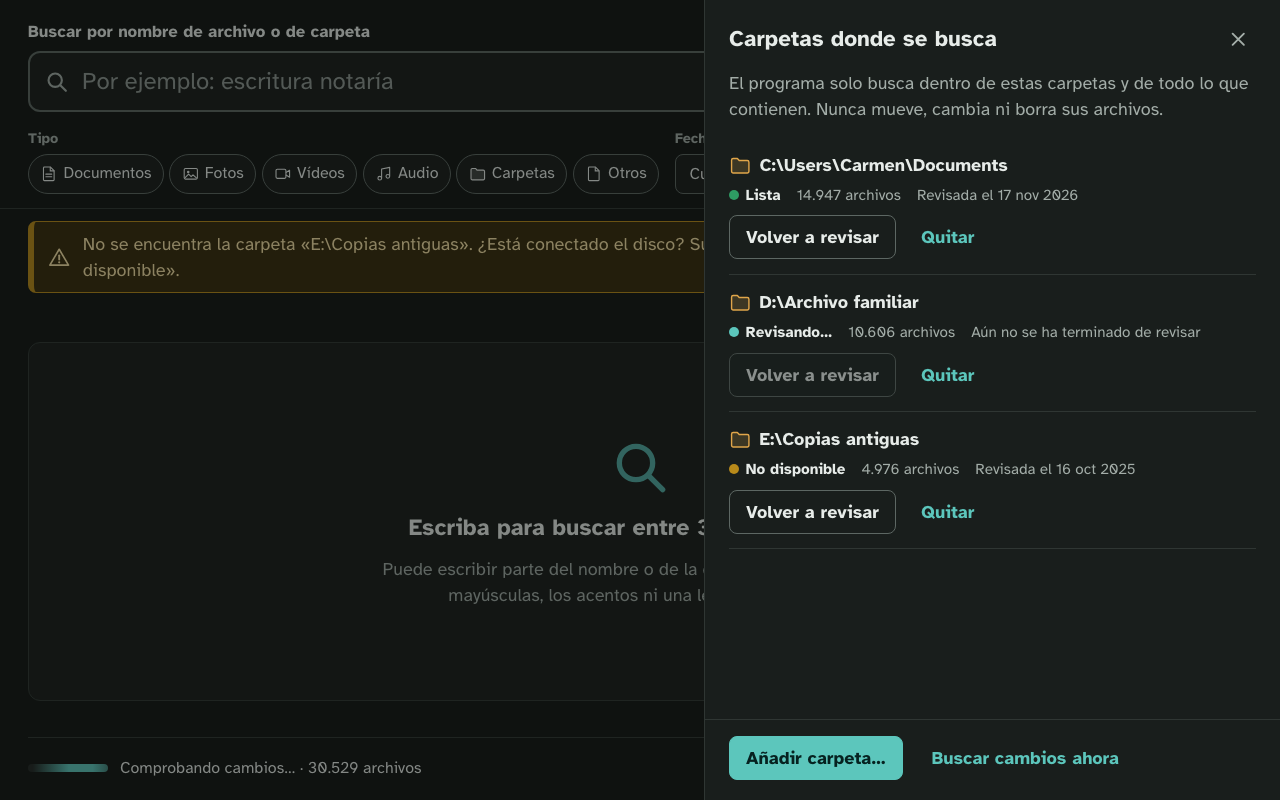 Buscar por nombre de archivo o de carpeta
Por ejemplo: escritura notaría
Tipo
Documentos
Fotos
Vídeos
Audio
Carpetas
Otros
No se encuentra la carpeta «E:\Copias antiguas». ¿Está conectado el disco?
disponible».
Escriba para buscar entre
Puede escribir parte del nombre o de la
mayúsculas, los acentos ni una
Comprobando cambios... · 30.529 archivos
Carpetas donde se busca
El programa solo busca dentro de estas carpetas y de todo lo que
contienen. Nunca mueve, cambia ni borra sus archivos.
C:\Users\Carmen\Documents
Lista 14.947 archivos Revisada el 17 nov 2026
Volver a revisar Quitar
D:\Archivo familiar
Revisando... 10.606 archivos Aún no se ha terminado de revisar
Volver a revisar Quitar
E:\Copias antiguas
No disponible 4.976 archivos Revisada el 16 oct 2025
Volver a revisar Quitar
Añadir carpeta... Buscar cambios ahora